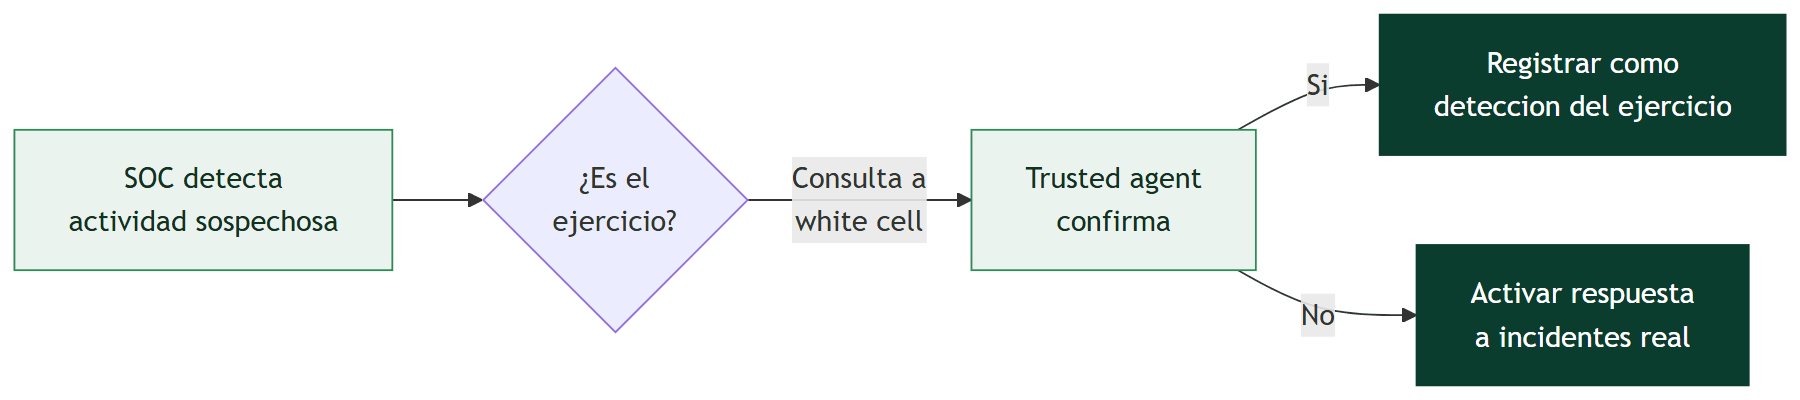 SOC detecta
actividad sospechosa
¿Es el
ejercicio?
Consulta a
white cell
Trusted agent
confirma
Si
Registrar como
deteccion del ejercicio
No
Activar respuesta
a incidentes real